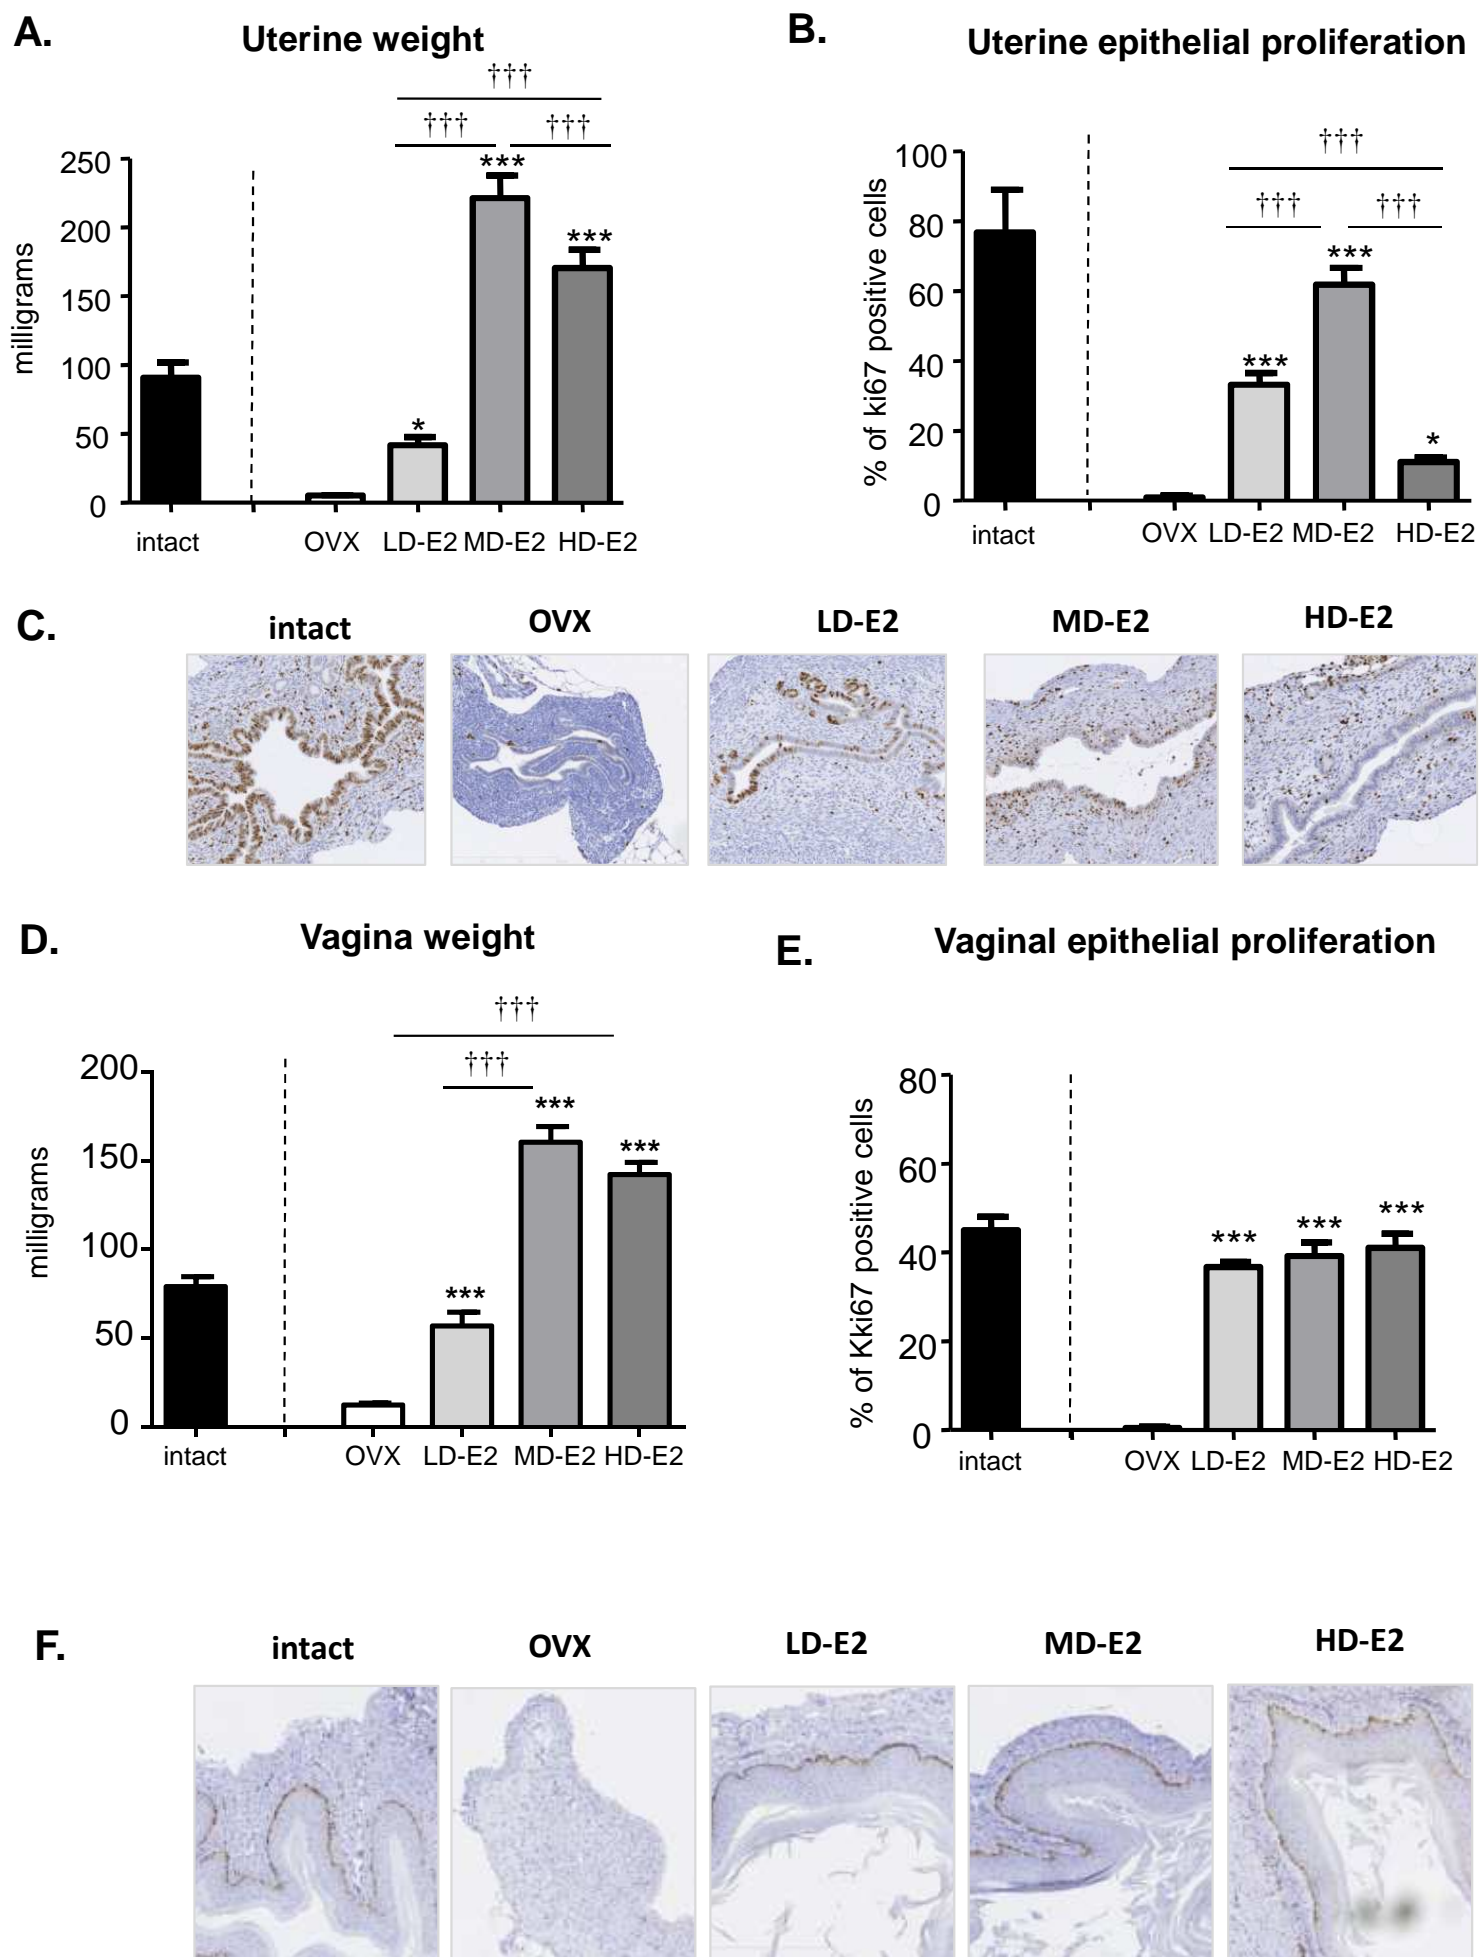 A.
Uterine weight
†††
††† †††
*** 
***
*
250
200
150
100
50
0
milligrams
intact OVX LD-E2 MD-E2 HD-E2
B.
Uterine epithelial proliferation
†††
††† †††
***
***
*
100
80
60
40
20
0
% of ki67 positive cells
intact OVX LD-E2 MD-E2 HD-E2
C.
intact OVX LD-E2 MD-E2 HD-E2
D.
Vagina weight
†††
†††
***
***
***
200
150
100
50
0
milligrams
intact OVX LD-E2 MD-E2 HD-E2
E.
Vaginal epithelial proliferation
*** *** ***
80
60
40
20
0
% of Kki67 positive cells
intact OVX LD-E2 MD-E2 HD-E2
F.
intact OVX LD-E2 MD-E2 HD-E2